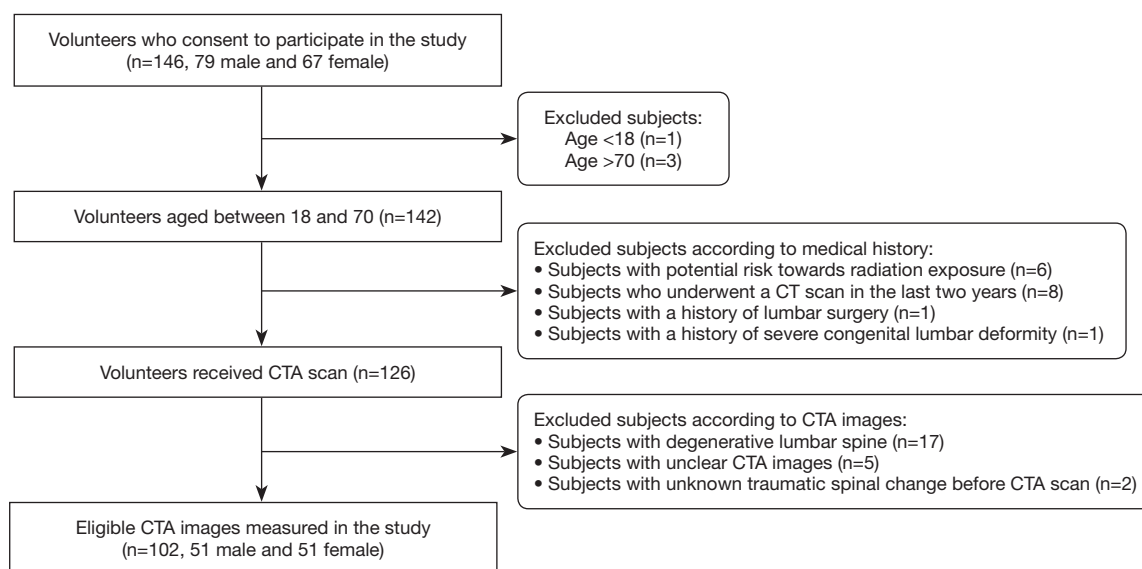 Volunteers who consent to participate in the study
(n=146, 79 male and 67 female)
Excluded subjects:
Age <18 (n=1)
Age >70 (n=3)
Volunteers aged between 18 and 70 (n=142)
Excluded subjects according to medical history:
• Subjects with potential risk towards radiation exposure (n=6)
• Subjects who underwent a CT scan in the last two years (n=8)
• Subjects with a history of lumbar surgery (n=1)
• Subjects with a history of severe congenital lumbar deformity (n=1)
Volunteers received CTA scan (n=126)
Excluded subjects according to CTA images:
• Subjects with degenerative lumbar spine (n=17)
• Subjects with unclear CTA images (n=5)
• Subjects with unknown traumatic spinal change before CTA scan (n=2)
Eligible CTA images measured in the study
(n=102, 51 male and 51 female)